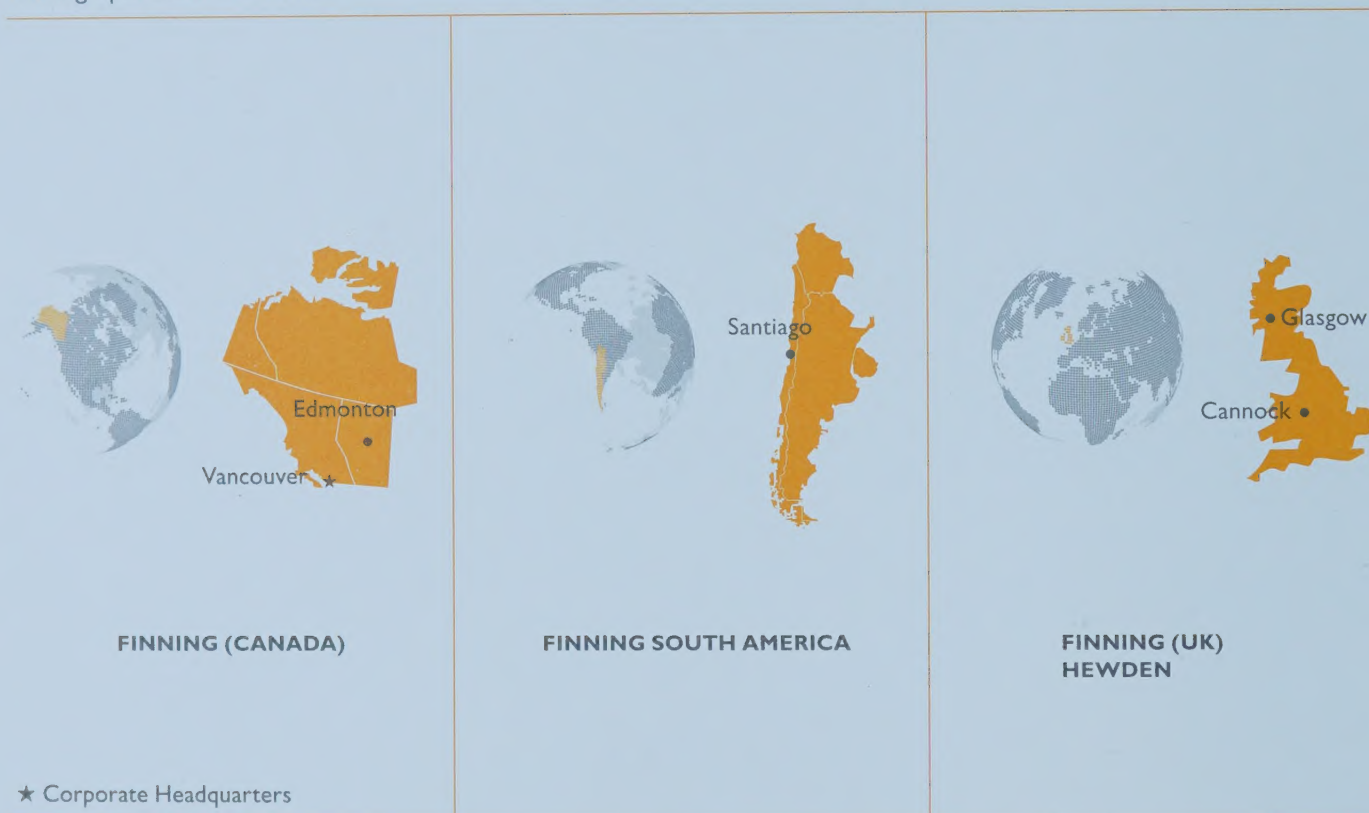 Santiago
Glasgow
Edmonton
Cannock
Vancouver
FINNING (CANADA)
FINNING SOUTH AMERICA
FINNING (UK)
HEWDEN
★ Corporate Headquarters